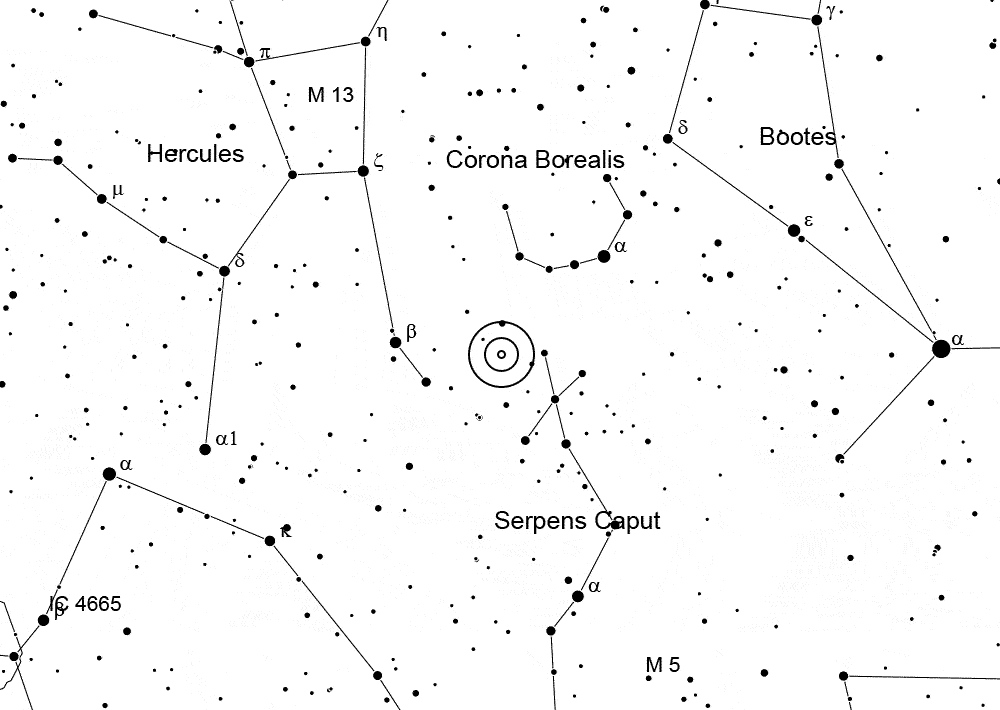 γ
η
π
M 13
δ
Bootes
Hercules
Corona Borealis
ζ
μ
ε
α
δ
β
α
α1
α
Serpens Caput
κ
α
IC 4665
β
M 5